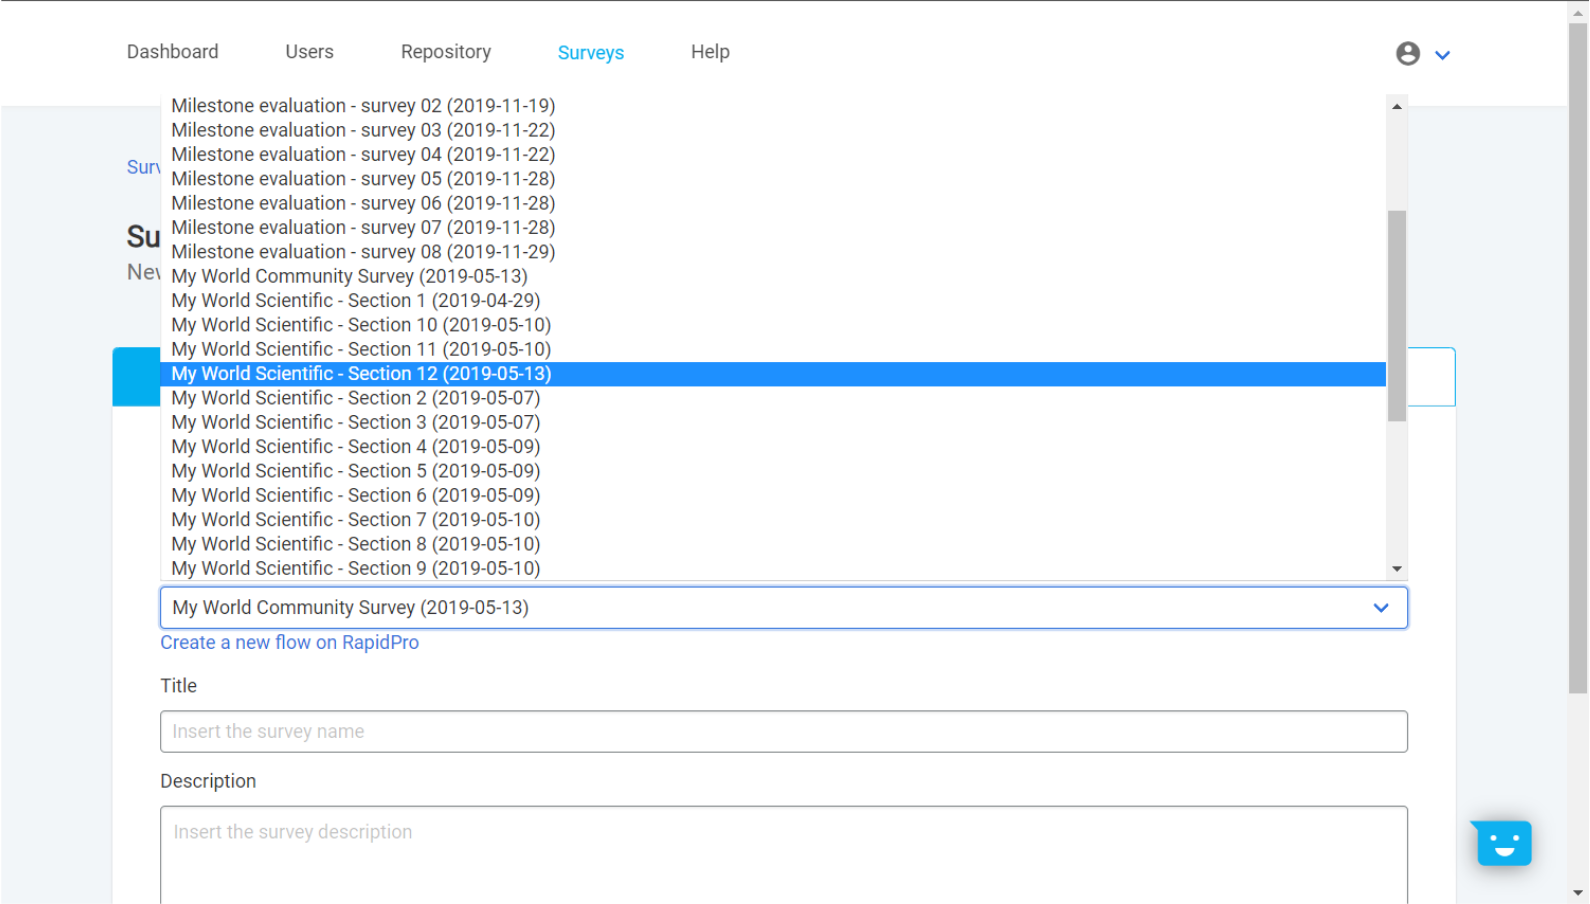 Dashboard Users Repository Surveys Help
Milestone evaluation - survey 02 (2019-11-19)
Milestone evaluation - survey 03 (2019-11-22)
Milestone evaluation - survey 04 (2019-11-22)
Surv
Milestone evaluation - survey 05 (2019-11-28)
Milestone evaluation - survey 06 (2019-11-28)
Milestone evaluation - survey 07 (2019-11-28)
Su
Milestone evaluation - survey 08 (2019-11-29)
New
My World Community Survey (2019-05-13)
My World Scientific - Section 1 (2019-04-29)
My World Scientific - Section 10 (2019-05-10)
My World Scientific - Section 11 (2019-05-10)
My World Scientific - Section 12 (2019-05-13)
My World Scientific - Section 2 (2019-05-07)
My World Scientific - Section 3 (2019-05-07)
My World Scientific - Section 4 (2019-05-09)
My World Scientific - Section 5 (2019-05-09)
My World Scientific - Section 6 (2019-05-09)
My World Scientific - Section 7 (2019-05-10)
My World Scientific - Section 8 (2019-05-10)
My World Scientific - Section 9 (2019-05-10)
My World Community Survey (2019-05-13)
Create a new flow on RapidPro
Title
Insert the survey name
Description
Insert the survey description